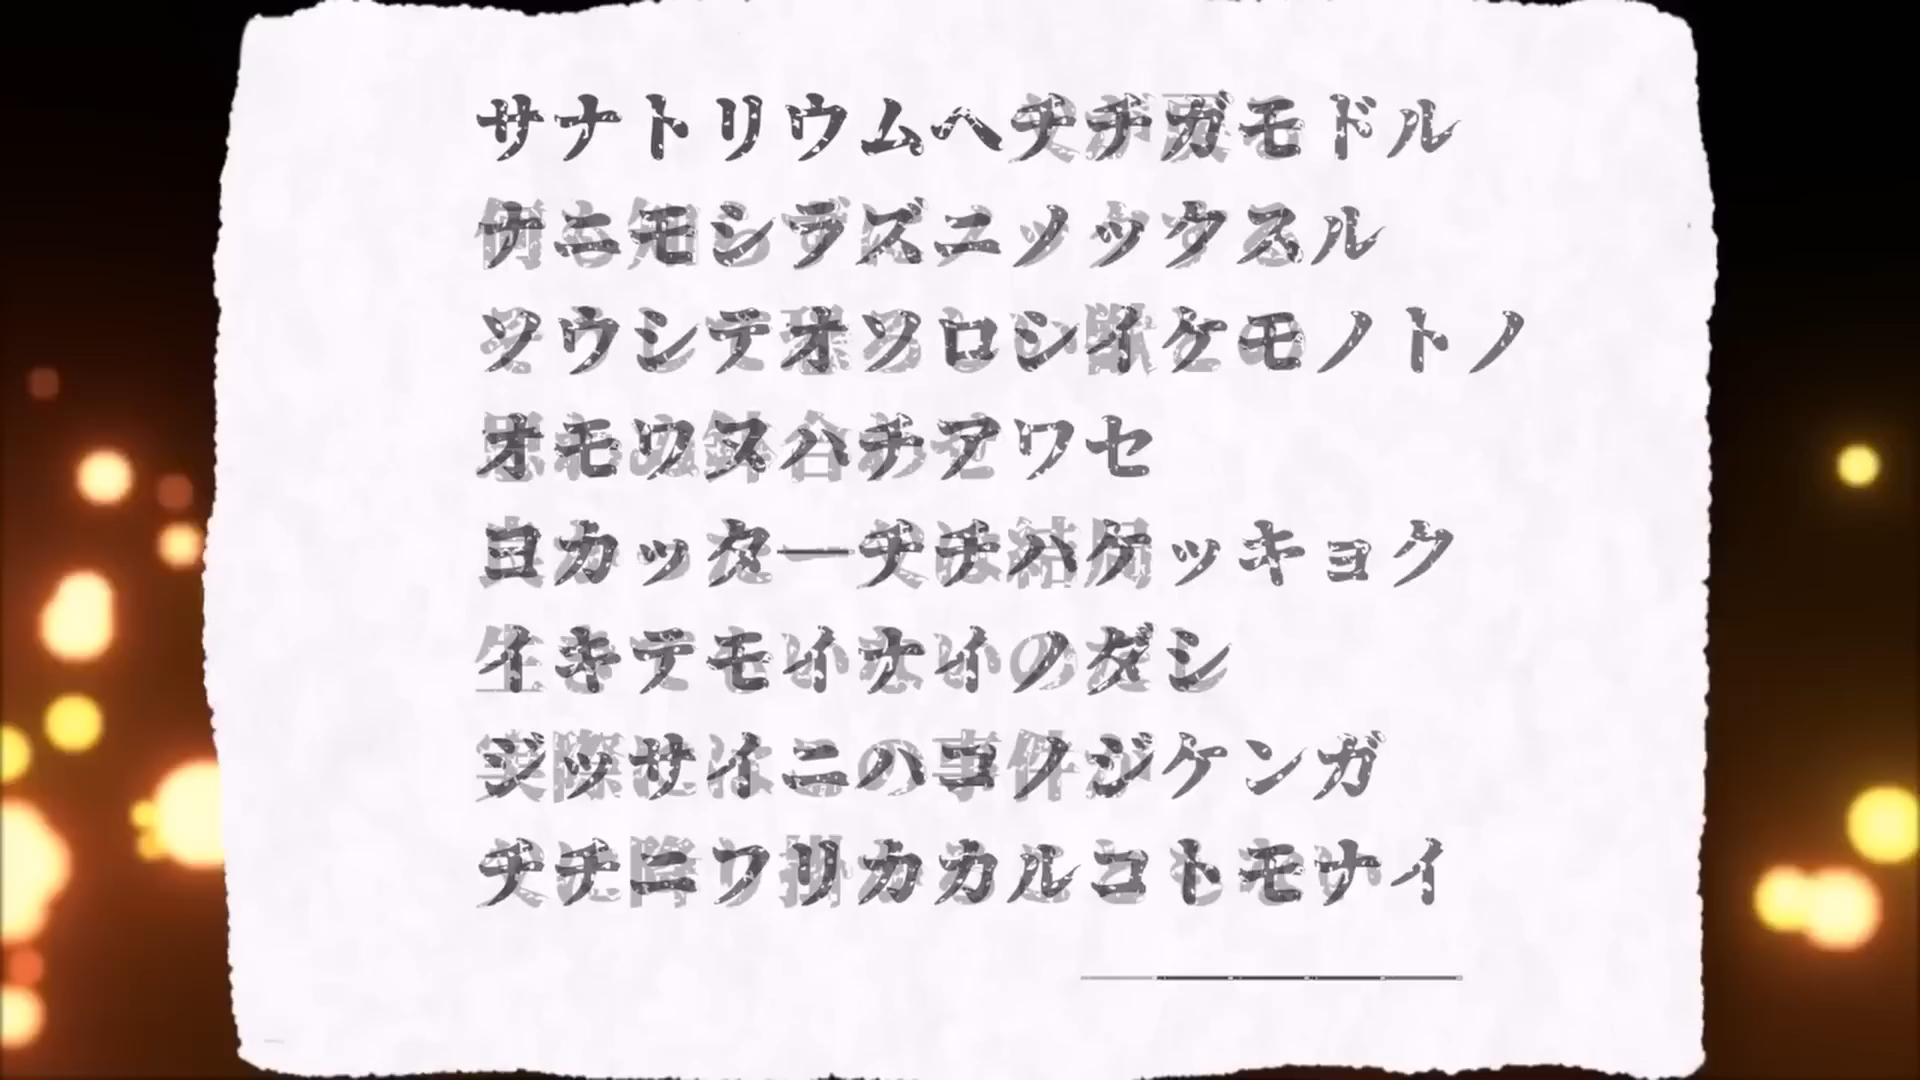 サナトリウムヘチチガモドル
ナニモシラズニノックスル
ソウシテオソロシイケモノトノ
オモワヌハチアワセ
ヨカッター チチハケッキョク
イキテモイナイノダシ
ジッサイニハコノジケンガ
チチニフリカカルコトモナイ